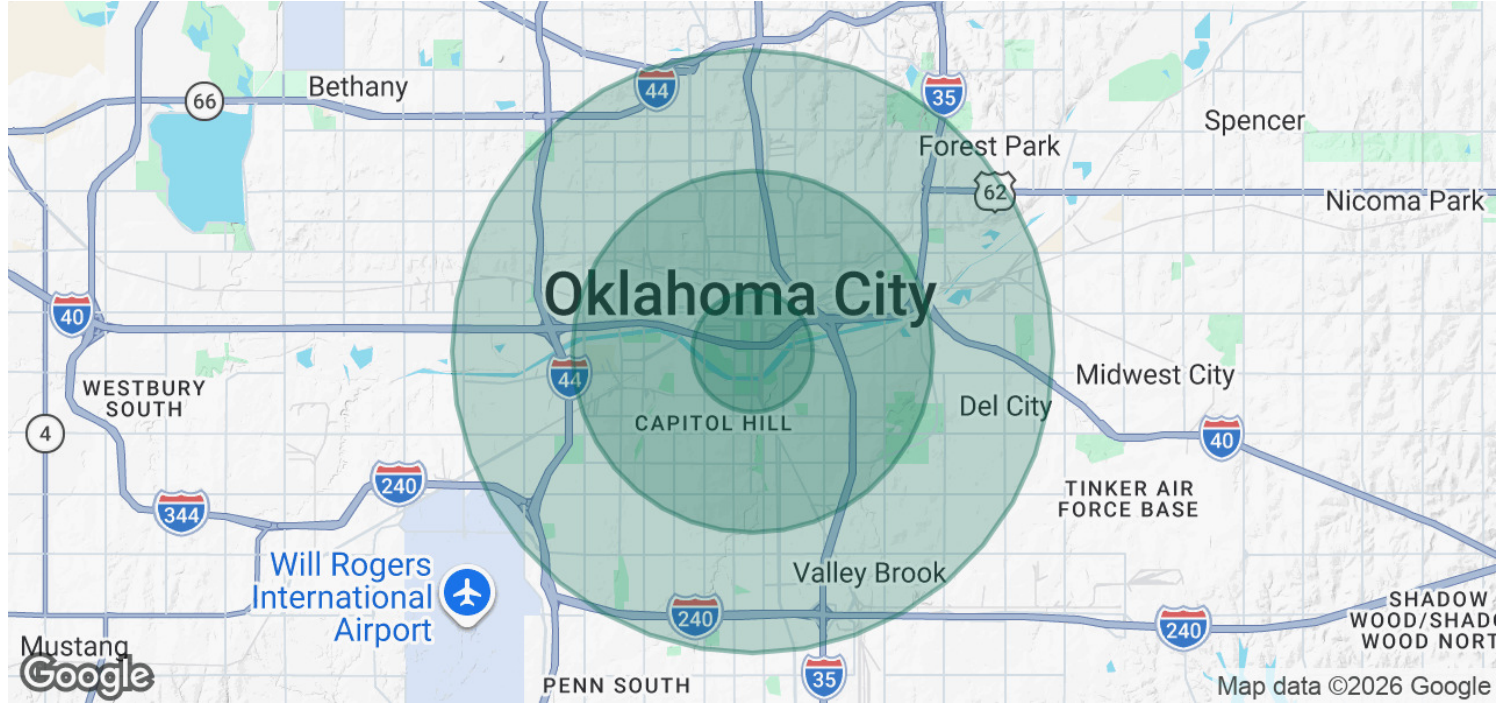 44
35
66
Bethany
Spencer
Forest Park
62
Nicoma Park
Oklahoma City
40
44
WESTBURY
SOUTH
Midwest City
Del City
4
CAPITOL HILL
40
240
344
TINKER AIR
FORCE BASE
Will Rogers
International
Airport
Valley Brook
240
240
SHADOW
WOOD/SHADO
WOOD NORT
Mustang
Google
PENN SOUTH
35
Map data ©2026 Google